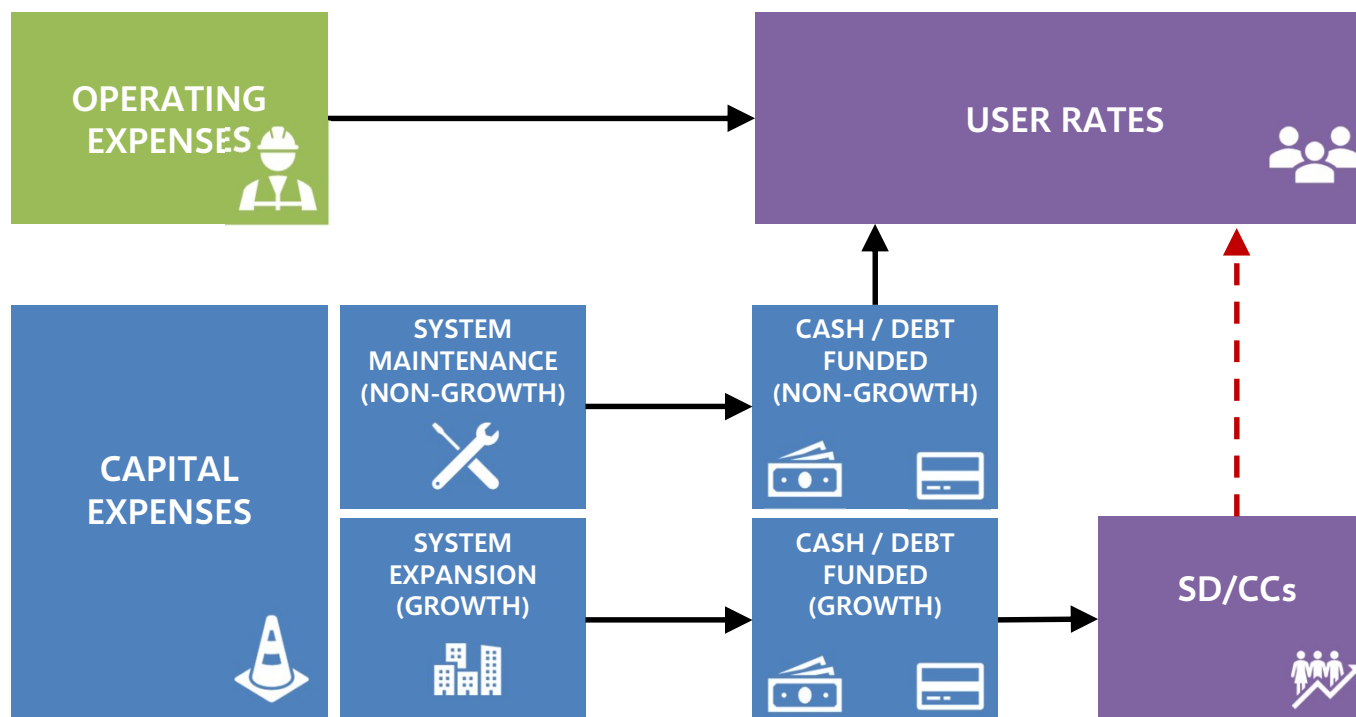 OPERATING
EXPENSES
USER RATES
CAPITAL
EXPENSES
SYSTEM
MAINTENANCE
(NON-GROWTH)
CASH / DEBT
FUNDED
(NON-GROWTH)
SYSTEM
EXPANSION
(GROWTH)
CASH / DEBT
FUNDED
(GROWTH)
SD/CCs